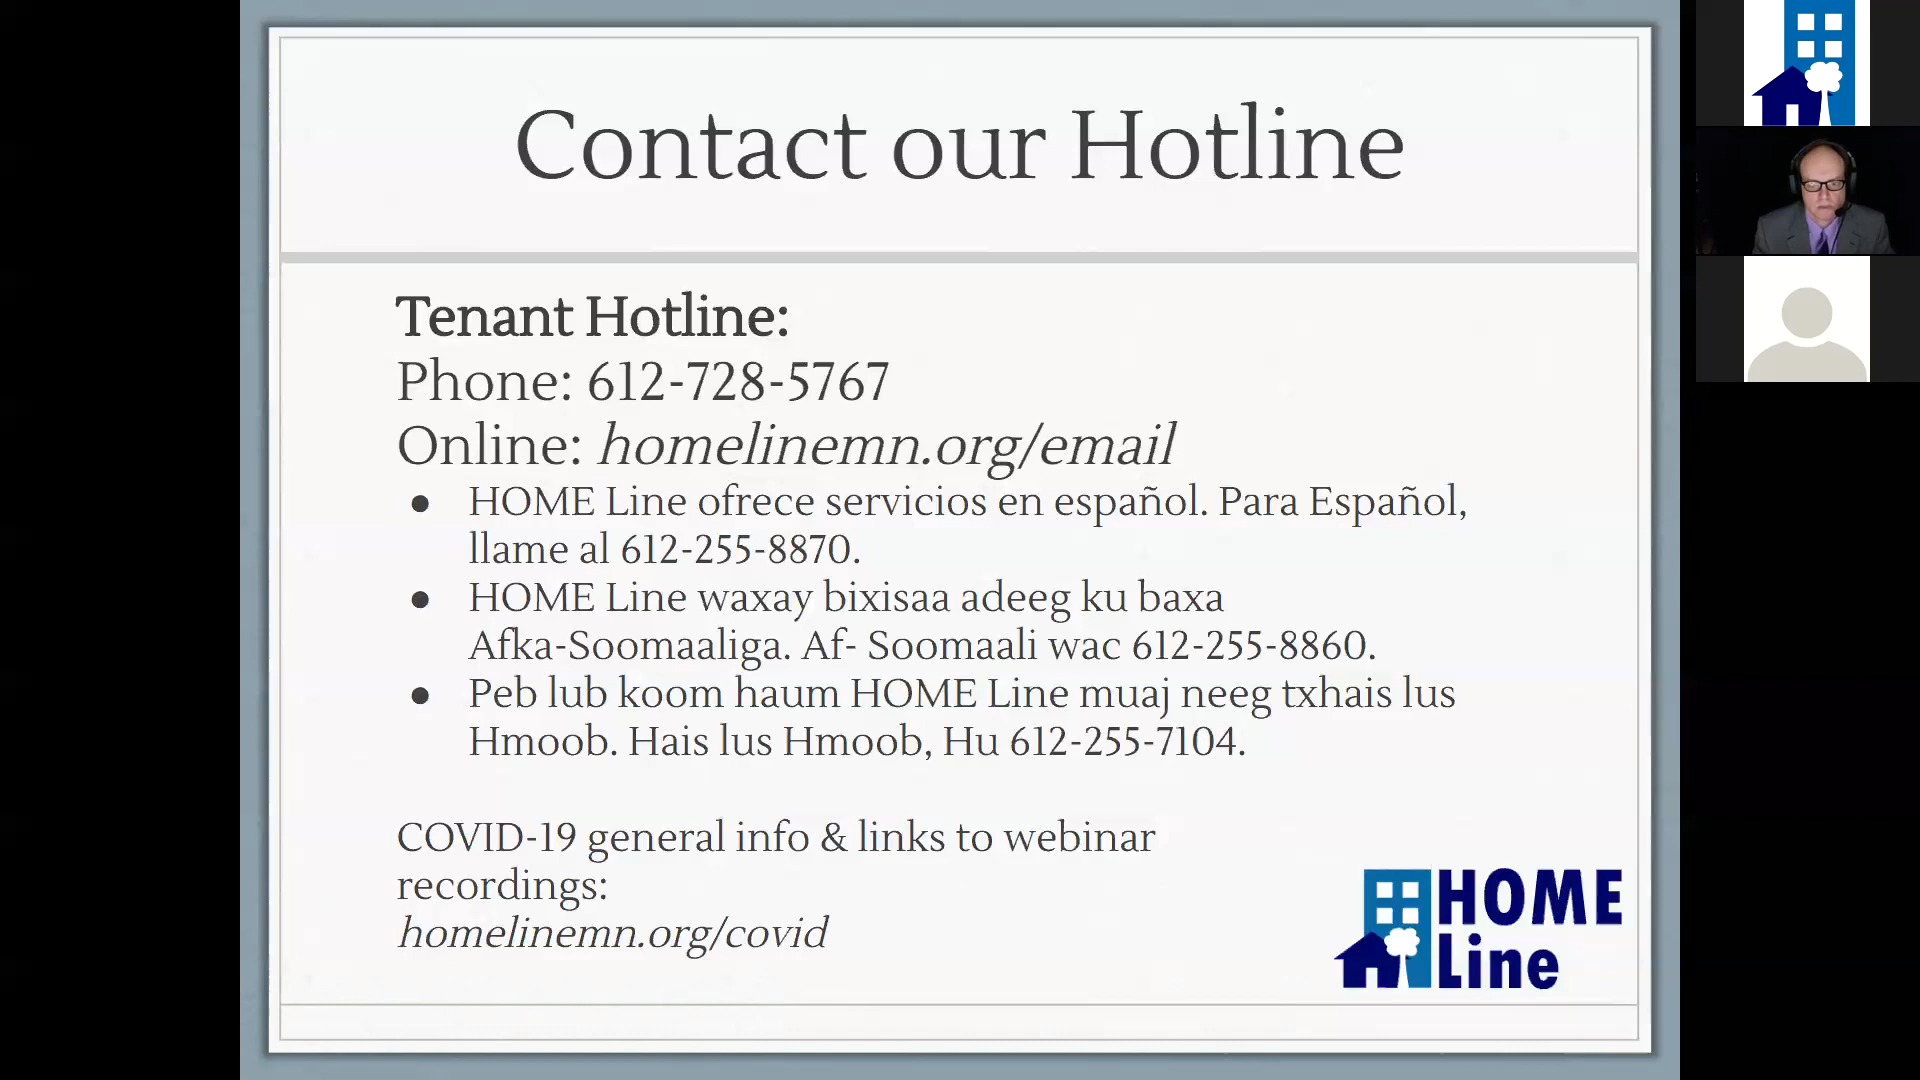 Contact our Hotline
Tenant Hotline:
Phone: 612-728-5767
Online: homelinemn.org/email
● HOME Line ofrece servicios en español. Para Español,
llame al 612-255-8870.
● HOME Line waxay bixisaa adeeg ku baxa
Afka-Soomaaliga. Af- Soomaali wac 612-255-8860.
● Peb lub koom haum HOME Line muaj neeg txhais lus
Hmoob. Hais lus Hmoob, Hu 612-255-7104.
COVID-19 general info & links to webinar
recordings:
homelinemn.org/covid
HOME
Line